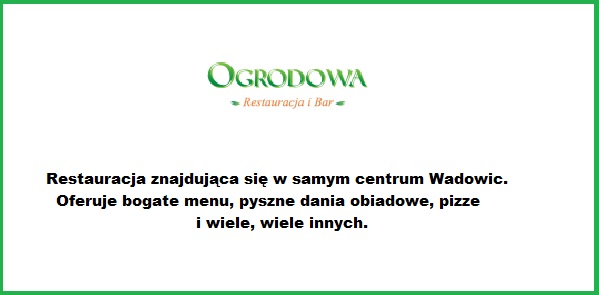 OGRODOWA
Restauracja i Bar
Restauracja znajdująca się w samym centrum Wadowic.
Oferuje bogate menu, pyszne dania obiadowe, pizze
i wiele, wiele innych.